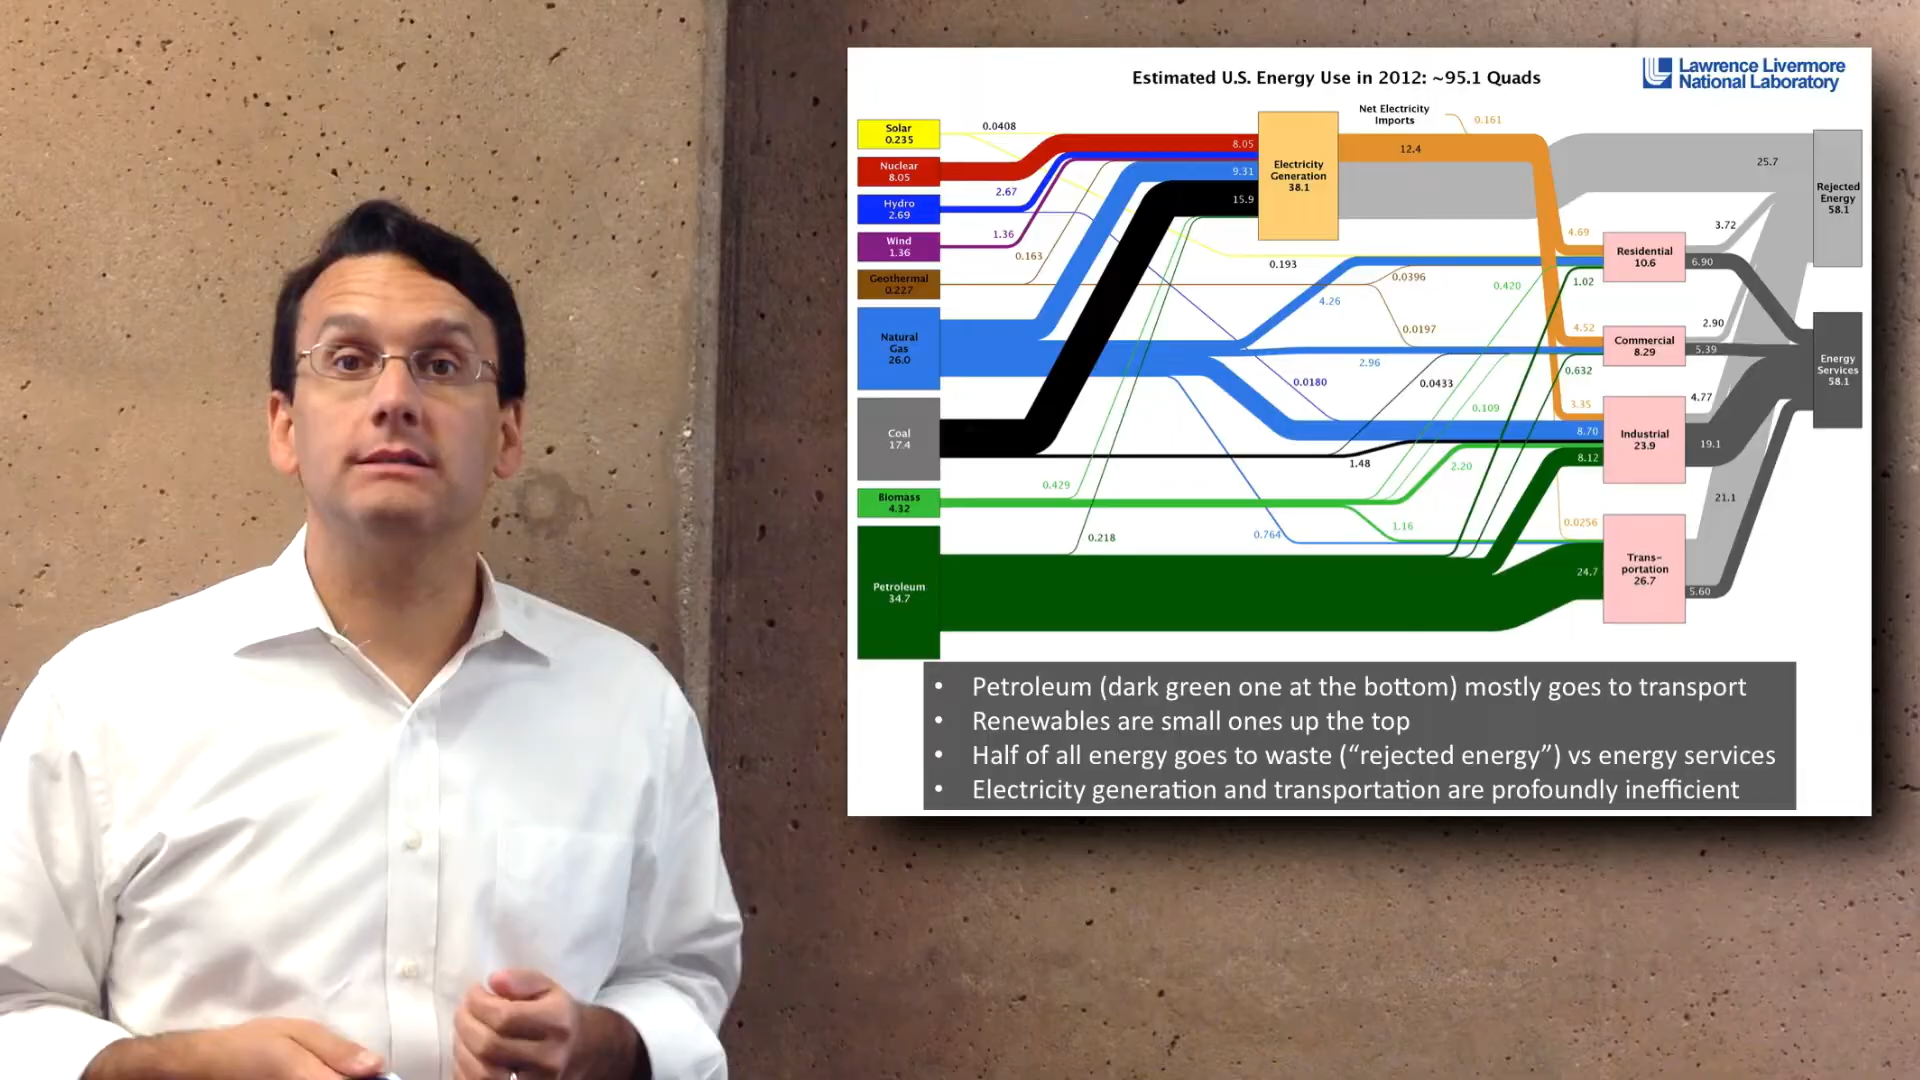 Estimated U.S. Energy Use in 2012: ~95.1 Quads
Lawrence Livermore
National Laboratory
Net Electricity
Imports
0.161
Solar
0.235
0.0408
Nuclear
8.05
8.05
Hydro
2.69
2.67
9.31
Wind
1.36
1.36
15.9
Geothermal
0.227
0.163
Natural
Gas
26.0
Coal
17.4
Biomass
4.32
0.429
Petroleum
34.7
0.218
Electricity
Generation
38.1
12.4
25.7
0.193
0.0396
4.26
0.0197
2.96
0.0180
0.0433
0.420
0.109
1.48
2.20
1.16
0.764
4.69
1.02
4.52
0.632
3.35
8.70
8.12
0.0256
24.7
Residential
10.6
Commercial
8.29
Industrial
23.9
Trans-
portation
26.7
3.72
6.90
2.90
5.39
4.77
19.1
21.1
5.60
Rejected
Energy
58.1
Energy
Services
58.1
• Petroleum (dark green one at the bottom) mostly goes to transport
• Renewables are small ones up the top
• Half of all energy goes to waste (“rejected energy”) vs energy services
• Electricity generation and transportation are profoundly inefficient